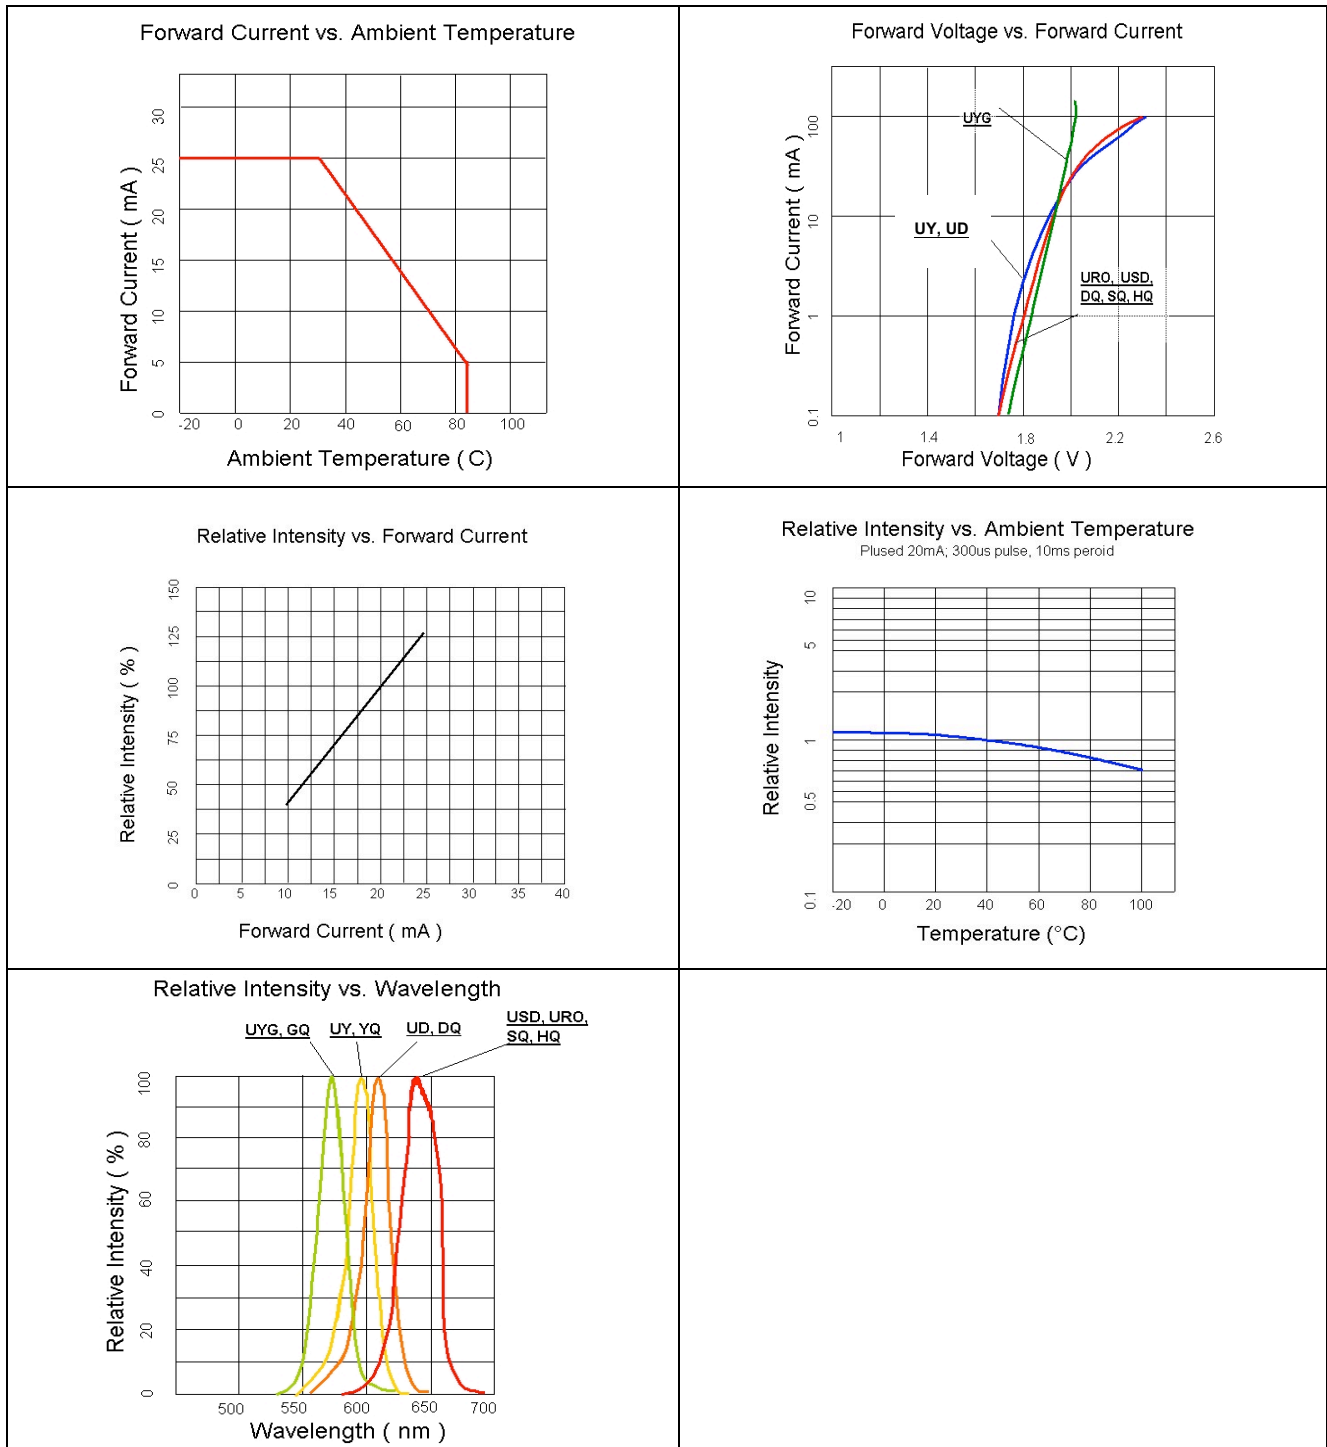 Forward Current vs. Ambient Temperature
Forward Current ( mA )
30
25
20
15
10
5
0
-20 0 20 40 60 80 100
Ambient Temperature ( C)
Forward Voltage vs. Forward Current
Forward Current ( mA )
100
10
1
0.1
UYG
UY, UD
URO, USD,
DQ, SQ, HQ
1 1.4 1.8 2.2 2.6
Forward Voltage ( V )
Relative Intensity vs. Forward Current
Relative Intensity ( % )
150
125
100
75
50
25
0
0 5 10 15 20 25 30 35 40
Forward Current ( mA )
Relative Intensity vs. Ambient Temperature
Plused 20mA; 300us pulse, 10ms peroid
Relative Intensity
10
5
1
0.5
0.1
-20 0 20 40 60 80 100
Temperature (°C)
Relative Intensity vs. Wavelength
UYG, GQ UY, YQ UD, DQ USD, URO,
SQ, HQ
Relative Intensity ( % )
100
80
60
40
20
0
500 550 600 650 700
Wavelength ( nm )